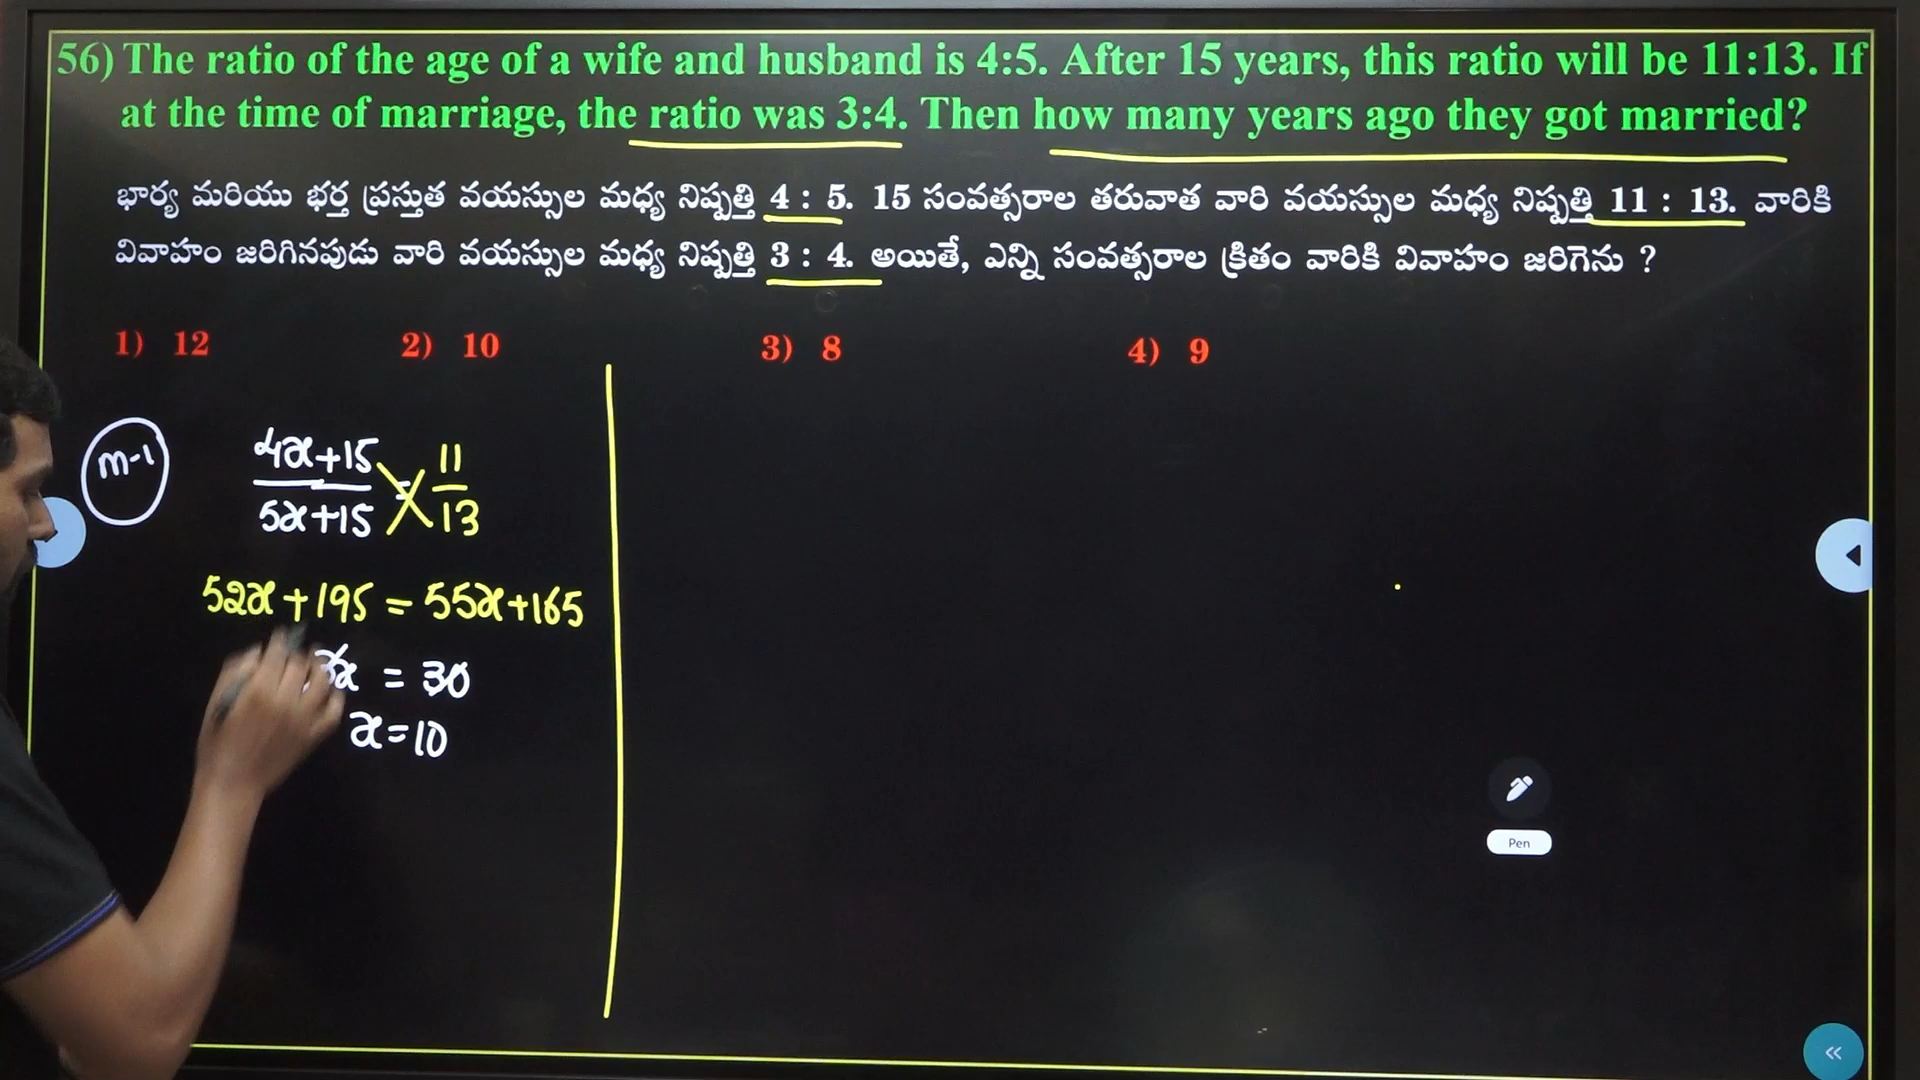 56) The ratio of the age of a wife and husband is 4:5. After 15 years, this ratio will be 11:13. If
at the time of marriage, the ratio was 3:4. Then how many years ago they got married?
భార్య మరియు భర్త ప్రస్తుత వయస్సుల మధ్య నిష్పత్తి 4 : 5. 15 సంవత్సరాల తరువాత వారి వయస్సుల మధ్య నిష్పత్తి 11 : 13. వారికి
వివాహం జరిగినపుడు వారి వయస్సుల మధ్య నిష్పత్తి 3 : 4. అయితే, ఎన్ని సంవత్సరాల క్రితం వారికి వివాహం జరిగెను ?
1) 12 2) 10 3) 8 4) 9
m-1
4x+15 11
5x+15 = 13
52x+195 = 55x+165
x = 30
x=10
Pen